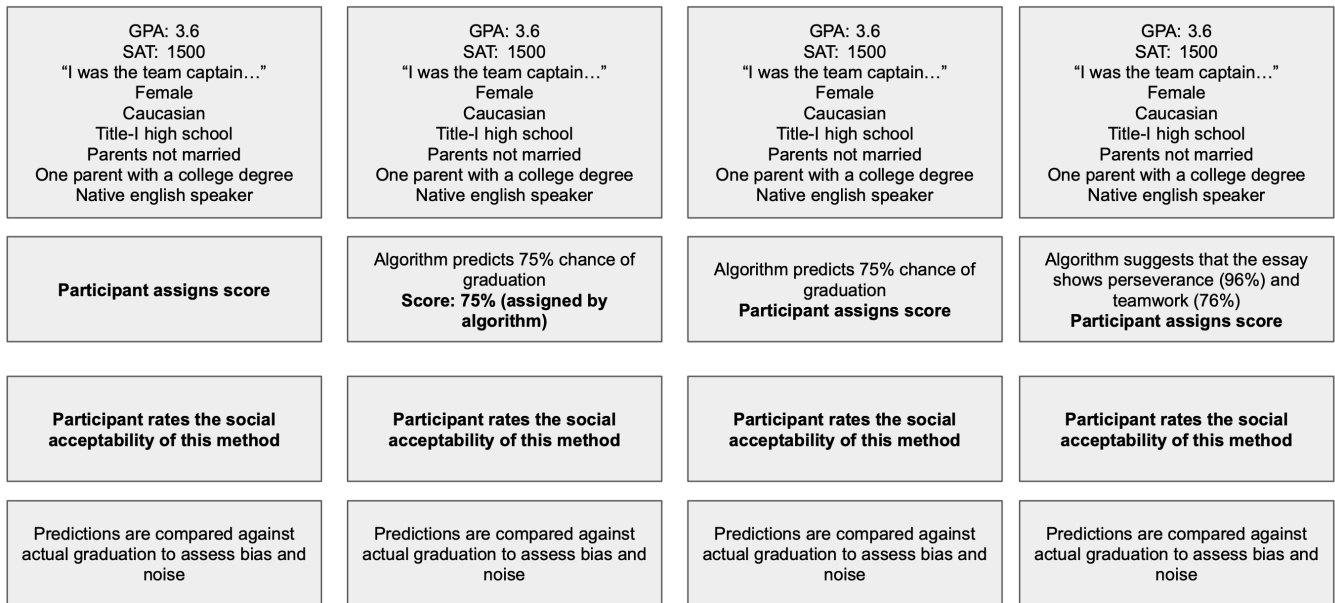 GPA: 3.6
SAT: 1500
“I was the team captain…”
Female
Caucasian
Title-I high school
Parents not married
One parent with a college degree
Native english speaker
GPA: 3.6
SAT: 1500
“I was the team captain…”
Female
Caucasian
Title-I high school
Parents not married
One parent with a college degree
Native english speaker
GPA: 3.6
SAT: 1500
“I was the team captain…”
Female
Caucasian
Title-I high school
Parents not married
One parent with a college degree
Native english speaker
GPA: 3.6
SAT: 1500
“I was the team captain…”
Female
Caucasian
Title-I high school
Parents not married
One parent with a college degree
Native english speaker
Participant assigns score
Algorithm predicts 75% chance of
graduation
Score: 75% (assigned by
algorithm)
Algorithm predicts 75% chance of
graduation
Participant assigns score
Algorithm suggests that the essay
shows perseverance (96%) and
teamwork (76%)
Participant assigns score
Participant rates the social
acceptability of this method
Participant rates the social
acceptability of this method
Participant rates the social
acceptability of this method
Participant rates the social
acceptability of this method
Predictions are compared against
actual graduation to assess bias and
noise
Predictions are compared against
actual graduation to assess bias and
noise
Predictions are compared against
actual graduation to assess bias and
noise
Predictions are compared against
actual graduation to assess bias and
noise